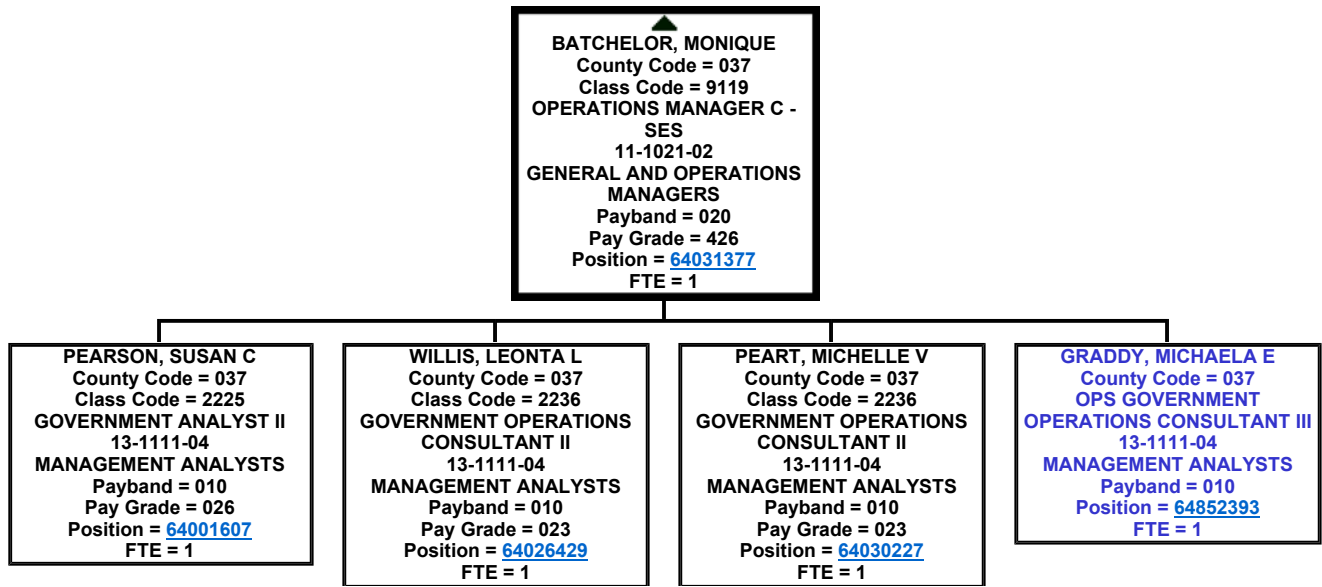 BATCHELOR, MONIQUE
County Code = 037
Class Code = 9119
OPERATIONS MANAGER C -
SES
11-1021-02
GENERAL AND OPERATIONS
MANAGERS
Payband = 020
Pay Grade = 426
Position = 64031377
FTE = 1
PEARSON, SUSAN C
County Code = 037
Class Code = 2225
GOVERNMENT ANALYST II
13-1111-04
MANAGEMENT ANALYSTS
Payband = 010
Pay Grade = 026
Position = 64001607
FTE = 1
WILLIS, LEONTA L
County Code = 037
Class Code = 2236
GOVERNMENT OPERATIONS
CONSULTANT II
13-1111-04
MANAGEMENT ANALYSTS
Payband = 010
Pay Grade = 023
Position = 64026429
FTE = 1
PEART, MICHELLE V
County Code = 037
Class Code = 2236
GOVERNMENT OPERATIONS
CONSULTANT II
13-1111-04
MANAGEMENT ANALYSTS
Payband = 010
Pay Grade = 023
Position = 64030227
FTE = 1
GRADDY, MICHAELA E
County Code = 037
OPS GOVERNMENT
OPERATIONS CONSULTANT III
13-1111-04
MANAGEMENT ANALYSTS
Payband = 010
Position = 64852393
FTE = 1